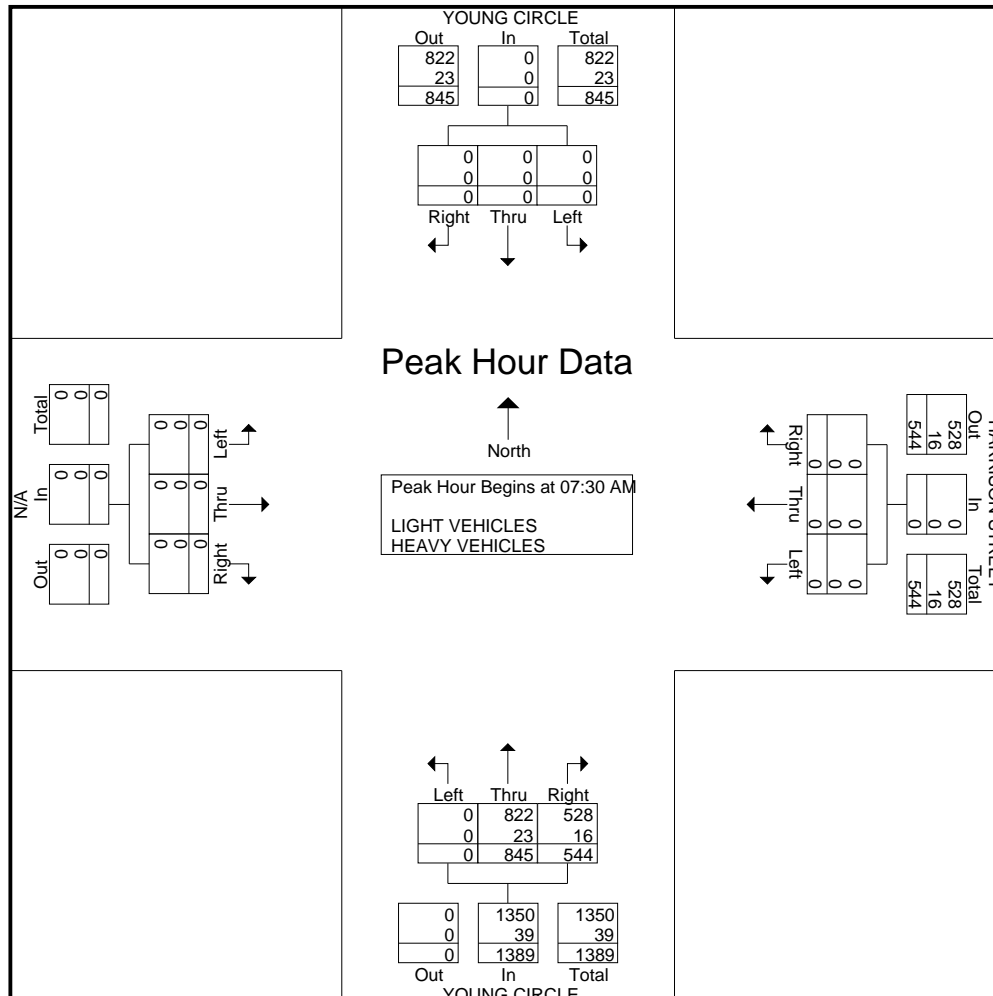 YOUNG CIRCLE
Out In Total
822 0 822
23 0 23
845 0 845
0 0 0
0 0 0
0 0 0
Right Thru Left
Peak Hour Data
North
Peak Hour Begins at 07:30 AM
LIGHT VEHICLES
HEAVY VEHICLES
N/A
Out In Total
0 0 0
0 0 0
0 0 0
Right Thru Left
0 0 0
0 0 0
0 0 0
HARRISON STREET
Out In Total
528 0 528
16 0 16
544 0 544
Right Thru Left
0 0 0
0 0 0
0 0 0
Left Thru Right
0 822 528
0 23 16
0 845 544
0 1350 1350
0 39 39
0 1389 1389
Out In Total
YOUNG CIRCLE